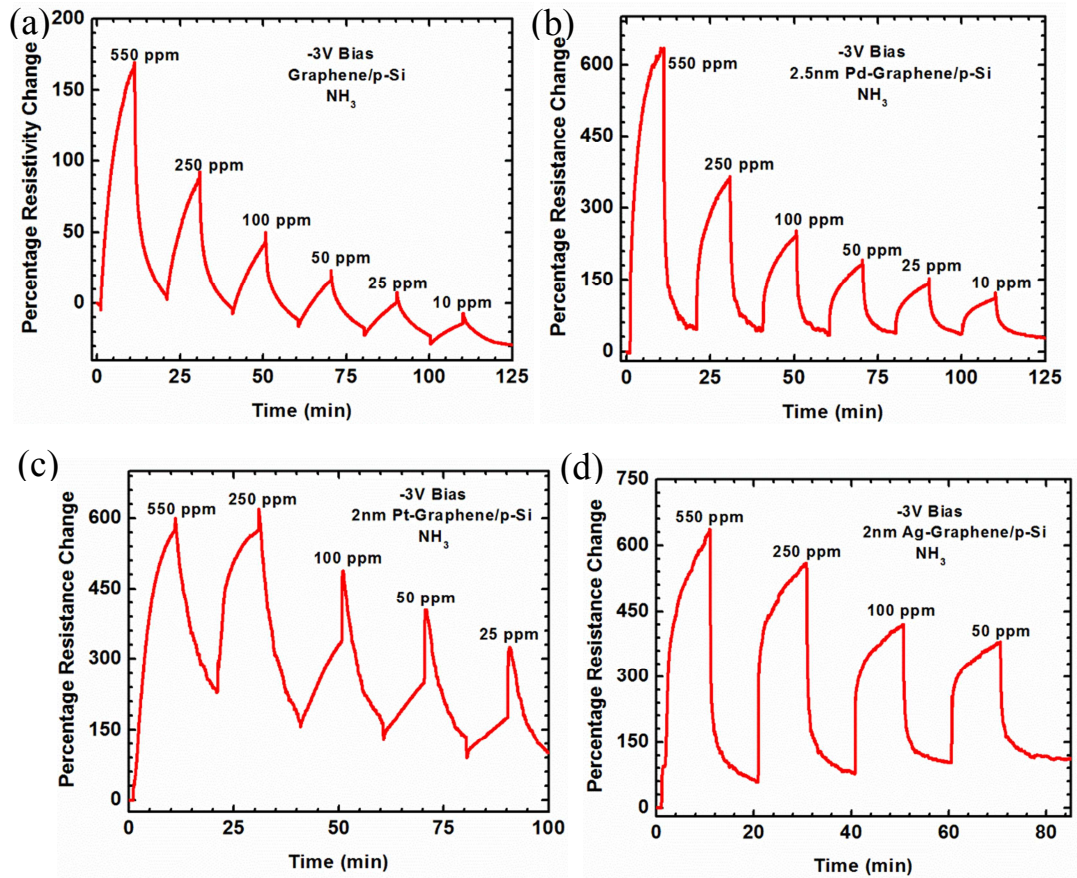 (a)
Percentage Resistivity Change
200
150
100
50
0
550 ppm
250 ppm
100 ppm
50 ppm
25 ppm
10 ppm
-3V Bias
Graphene/p-Si
NH3
0 25 50 75 100 125
Time (min)
(b)
Percentage Resistance Change
600
450
300
150
0
550 ppm
250 ppm
100 ppm
50 ppm
25 ppm
10 ppm
-3V Bias
2.5nm Pd-Graphene/p-Si
NH3
0 25 50 75 100 125
Time (min)
(c)
Percentage Resistance Change
600
450
300
150
0
550 ppm
250 ppm
100 ppm
50 ppm
25 ppm
-3V Bias
2nm Pt-Graphene/p-Si
NH3
0 25 50 75 100
Time (min)
(d)
Percentage Resistance Change
750
600
450
300
150
0
550 ppm
250 ppm
100 ppm
50 ppm
-3V Bias
2nm Ag-Graphene/p-Si
NH3
0 20 40 60 80
Time (min)